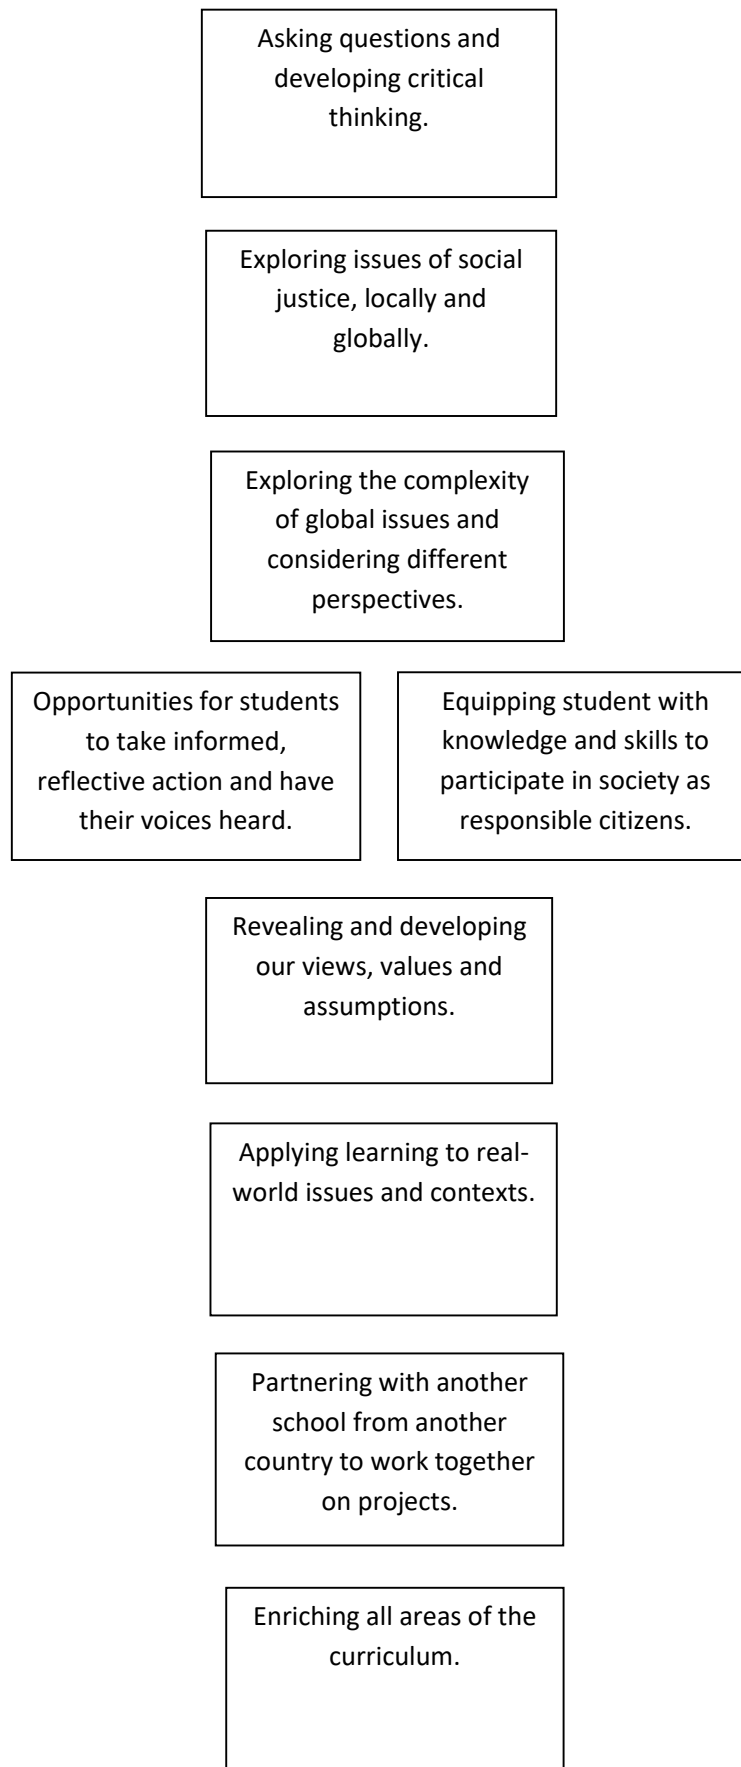 Asking questions and
developing critical
thinking.
Exploring issues of social
justice, locally and
globally.
Exploring the complexity
of global issues and
considering different
perspectives.
Opportunities for students
to take informed,
reflective action and have
their voices heard.
Equipping student with
knowledge and skills to
participate in society as
responsible citizens.
Revealing and developing
our views, values and
assumptions.
Applying learning to real-
world issues and contexts.
Partnering with another
school from another
country to work together
on projects.
Enriching all areas of the
curriculum.